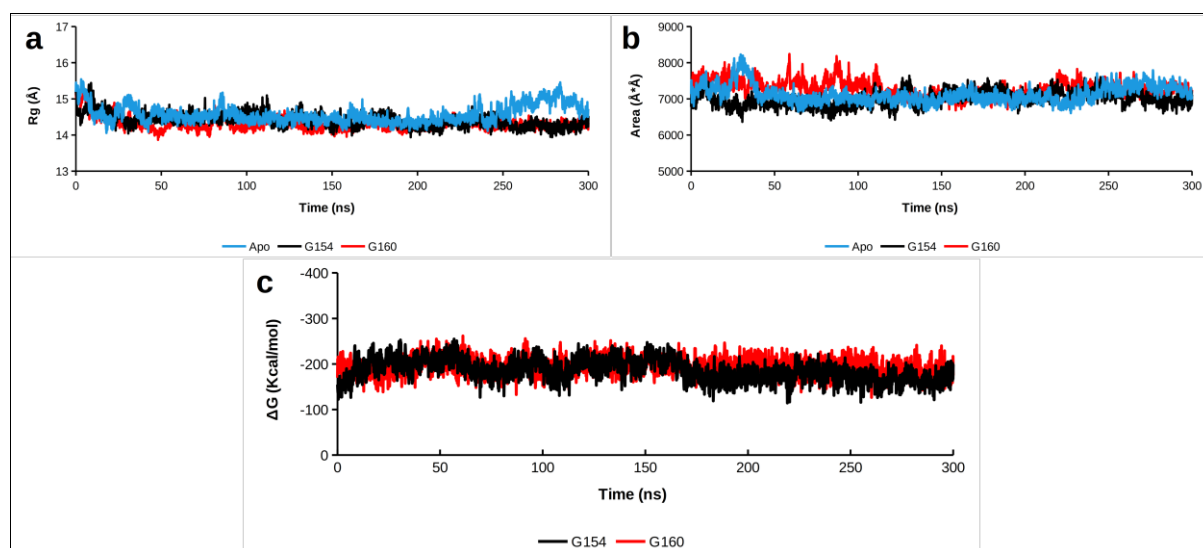 a
17
16
15
14
13
Rg (Å)
0 50 100 150 200 250 300
Time (ns)
Apo G154 G160
b
9000
8000
7000
6000
5000
Area (Å*Å)
0 50 100 150 200 250 300
Time (ns)
Apo G154 G160
c
-400
-300
-200
-100
0
ΔG (Kcal/mol)
0 50 100 150 200 250 300
Time (ns)
G154 G160